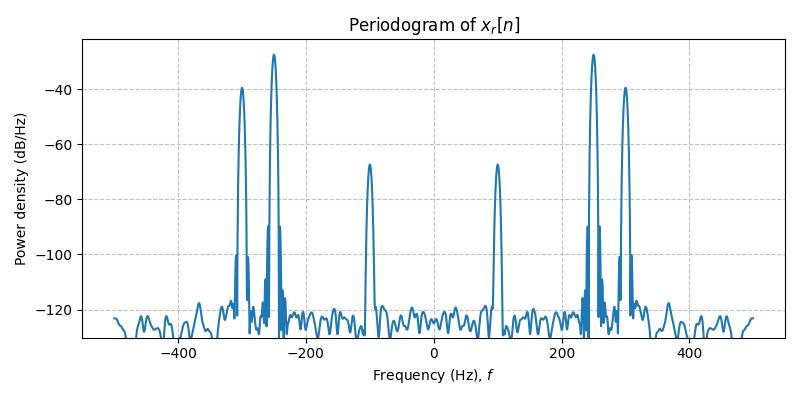 Periodogram of $x_r[n]$
Power density (dB/Hz)
−40
−60
−80
−100
−120
−400 −200 0 200 400
Frequency (Hz), $f$